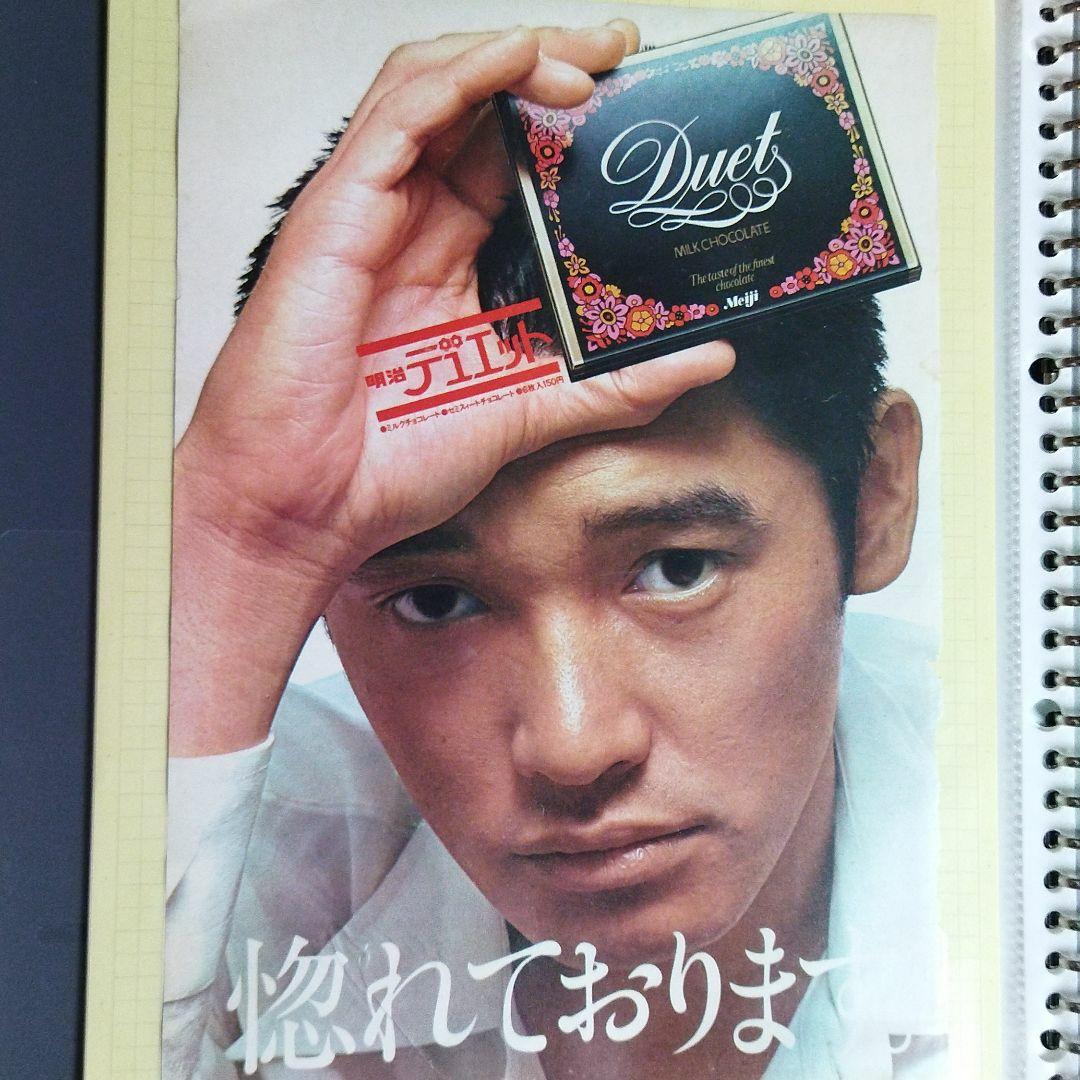 Duet
MILK CHOCOLATE
The taste of the finest
chocolate
Meiji
明治 デュエット
●ミルクチョコレート ●セミスイートチョコレート ●6枚入150円
惚れております。